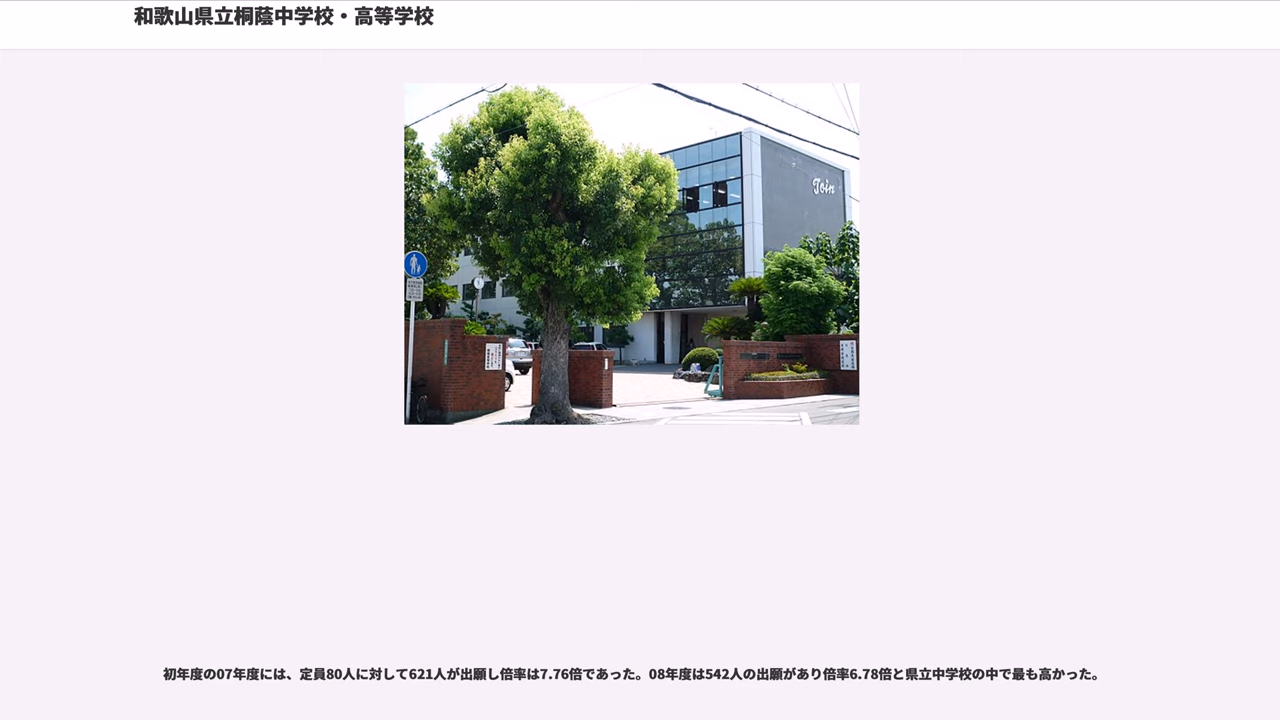 和歌山県立桐蔭中学校・高等学校
Toin
初年度の07年度には、定員80人に対して621人が出願し倍率は7.76倍であった。08年度は542人の出願があり倍率6.78倍と県立中学校の中で最も高かった。